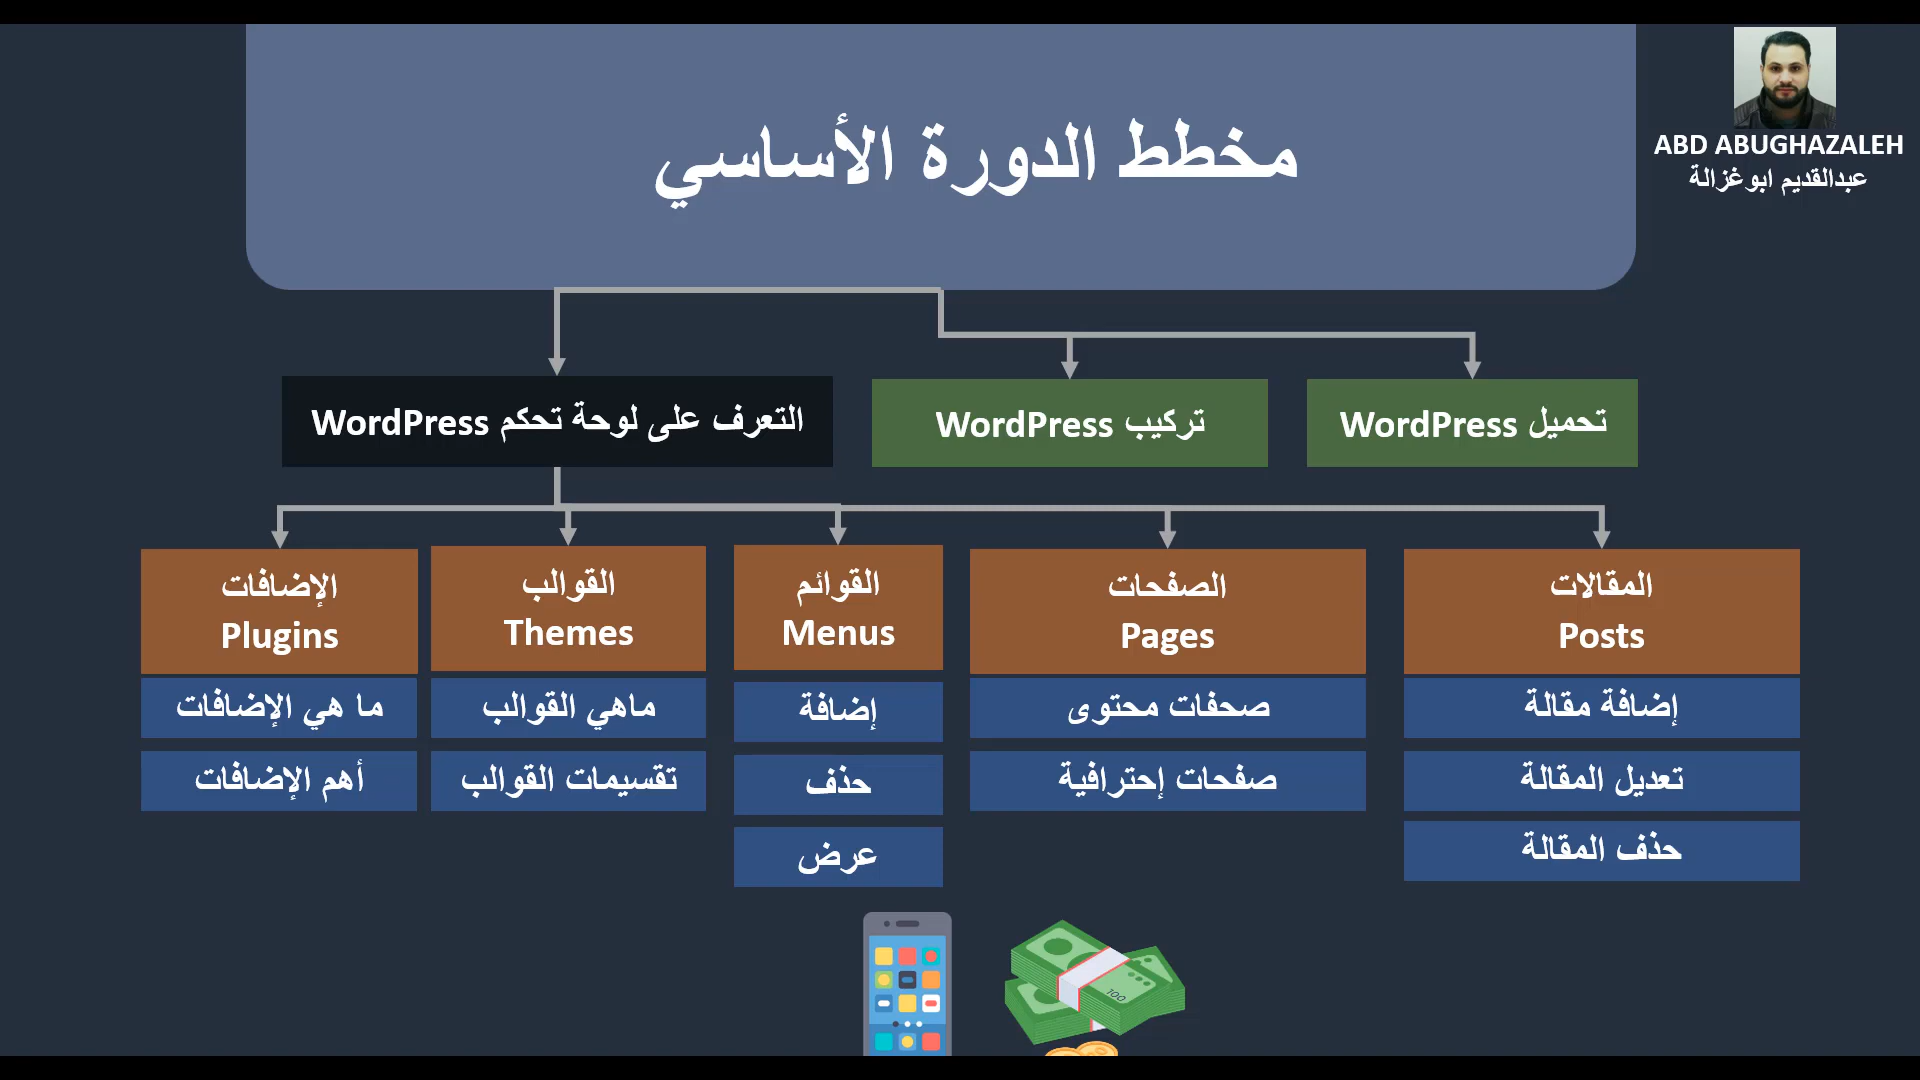 مخطط الدورة الأساسي
ABD ABUGHAZALEH
عبدالقديم ابوغزالة
تحميل WordPress
تركيب WordPress
التعرف على لوحة تحكم WordPress
المقالات
Posts
إضافة مقالة
تعديل المقالة
حذف المقالة
الصفحات
Pages
صحفات محتوى
صفحات إحترافية
القوائم
Menus
إضافة
حذف
عرض
القوالب
Themes
ماهي القوالب
تقسيمات القوالب
الإضافات
Plugins
ما هي الإضافات
أهم الإضافات
100